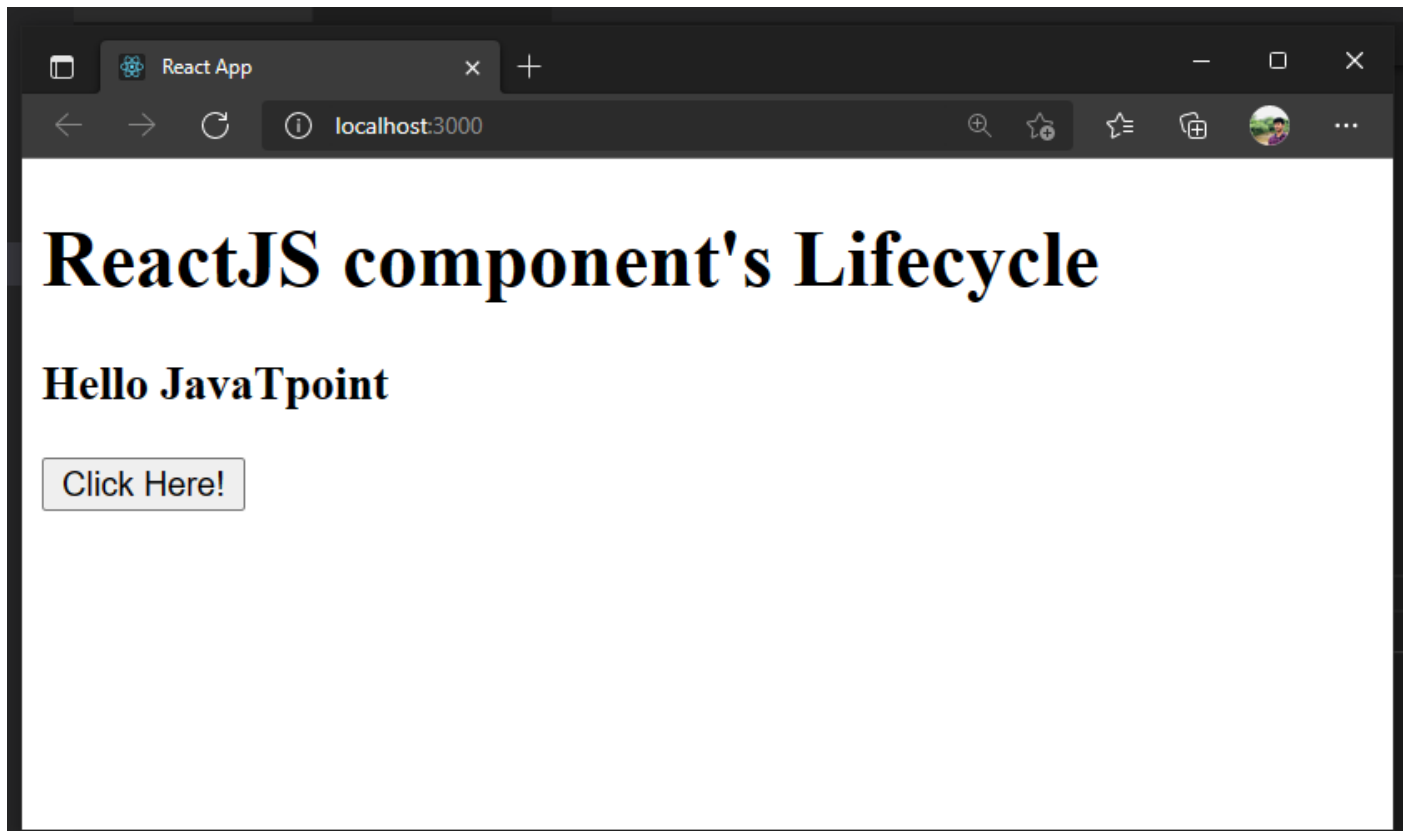 React App
localhost:3000
ReactJS component's Lifecycle
Hello JavaTpoint
Click Here!